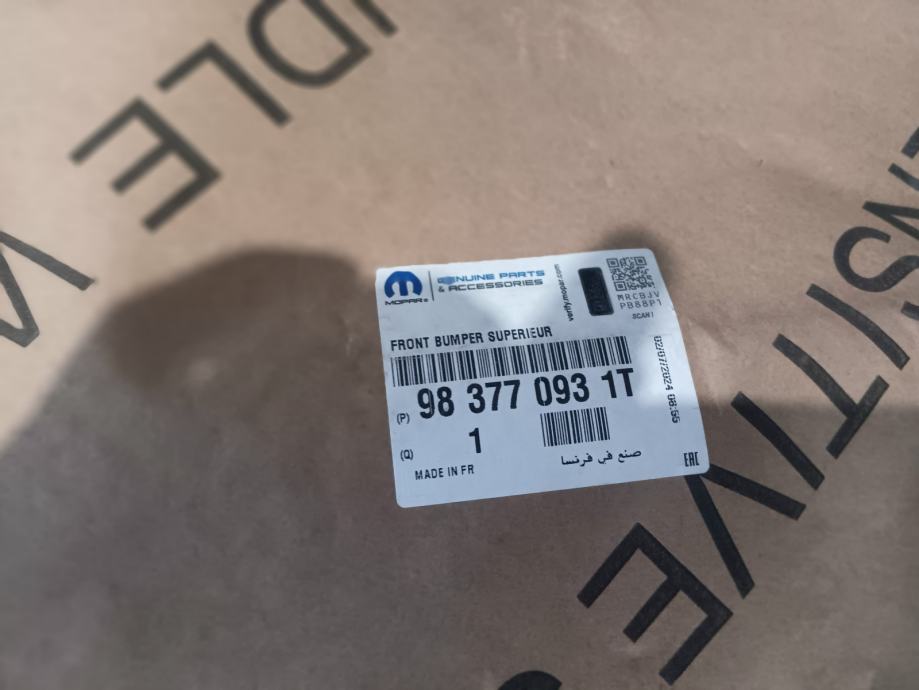 DLE
ENSITIVE
MOPAR®
GENUINE PARTS
& ACCESSORIES
verify.mopar.com
MRCBJV
PB88P1
SCAN!
FRONT BUMPER SUPERIEUR
02/07/2024 08:55
(P) 98 377 093 1T
(Q) 1
MADE IN FR
صنع في فرنسا
EAC